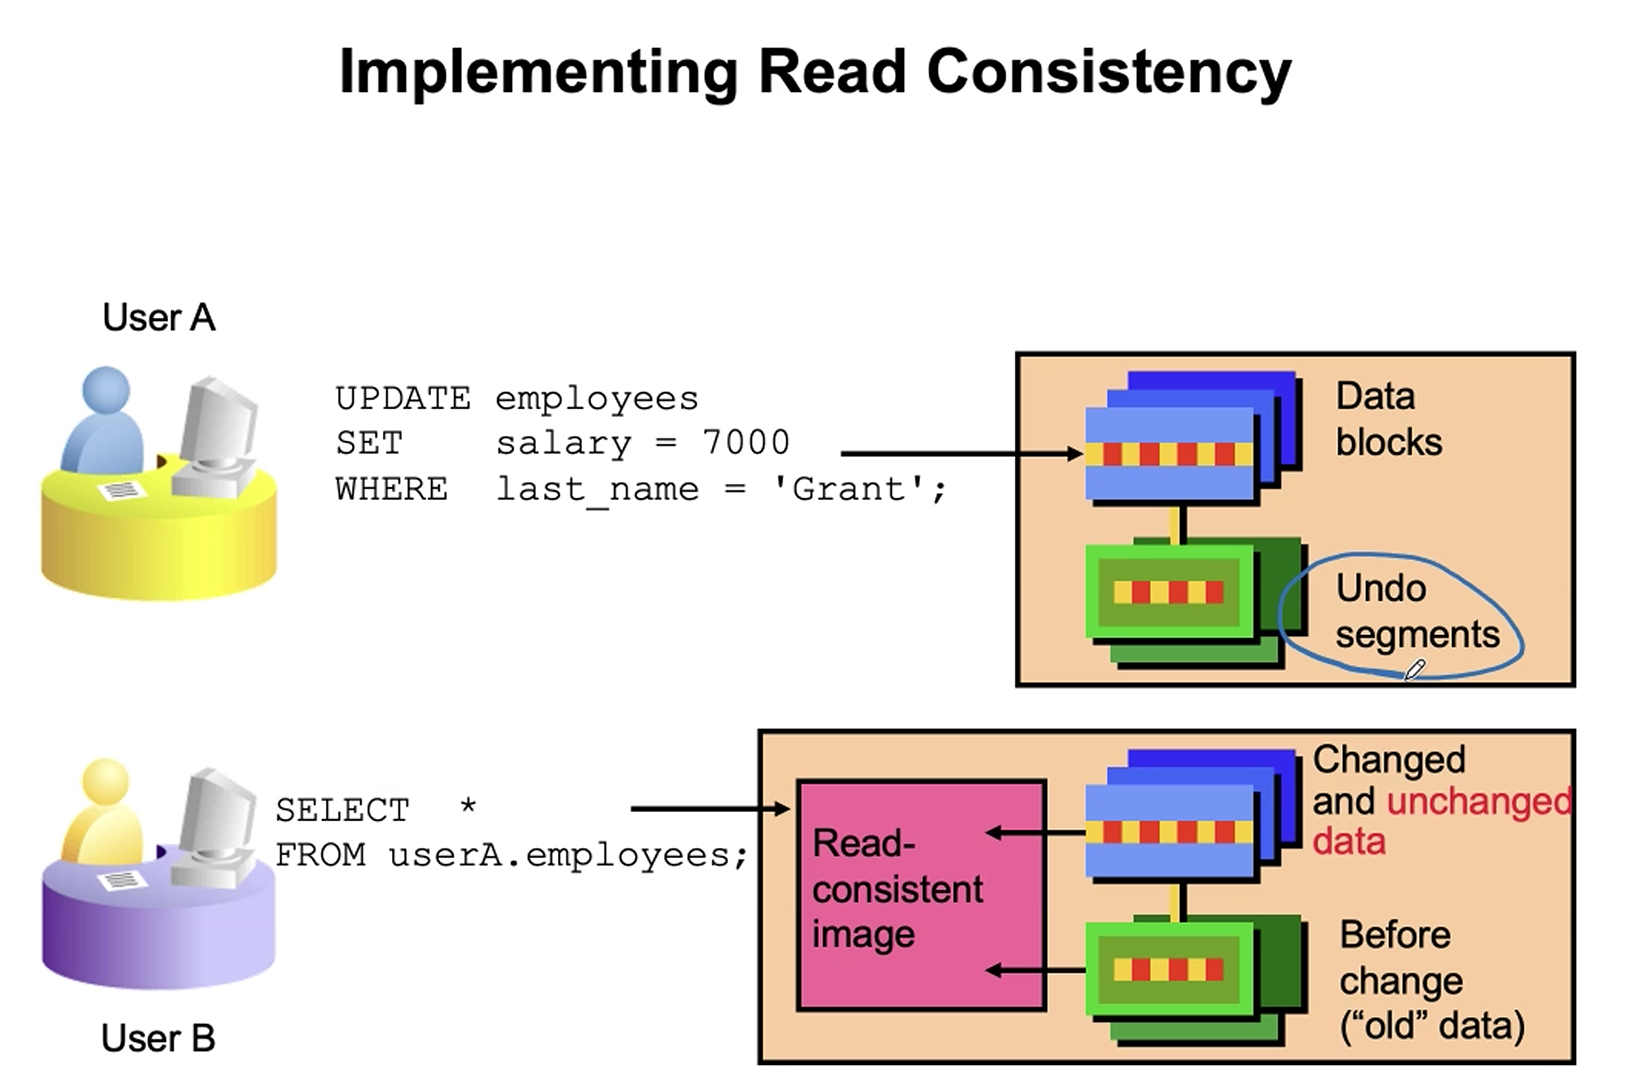 Implementing Read Consistency
User A
UPDATE employees
SET salary = 7000
WHERE last_name = 'Grant';
Data
blocks
Undo
segments
User B
SELECT *
FROM userA.employees;
Read-
consistent
image
Changed
and unchanged
data
Before
change
(“old” data)